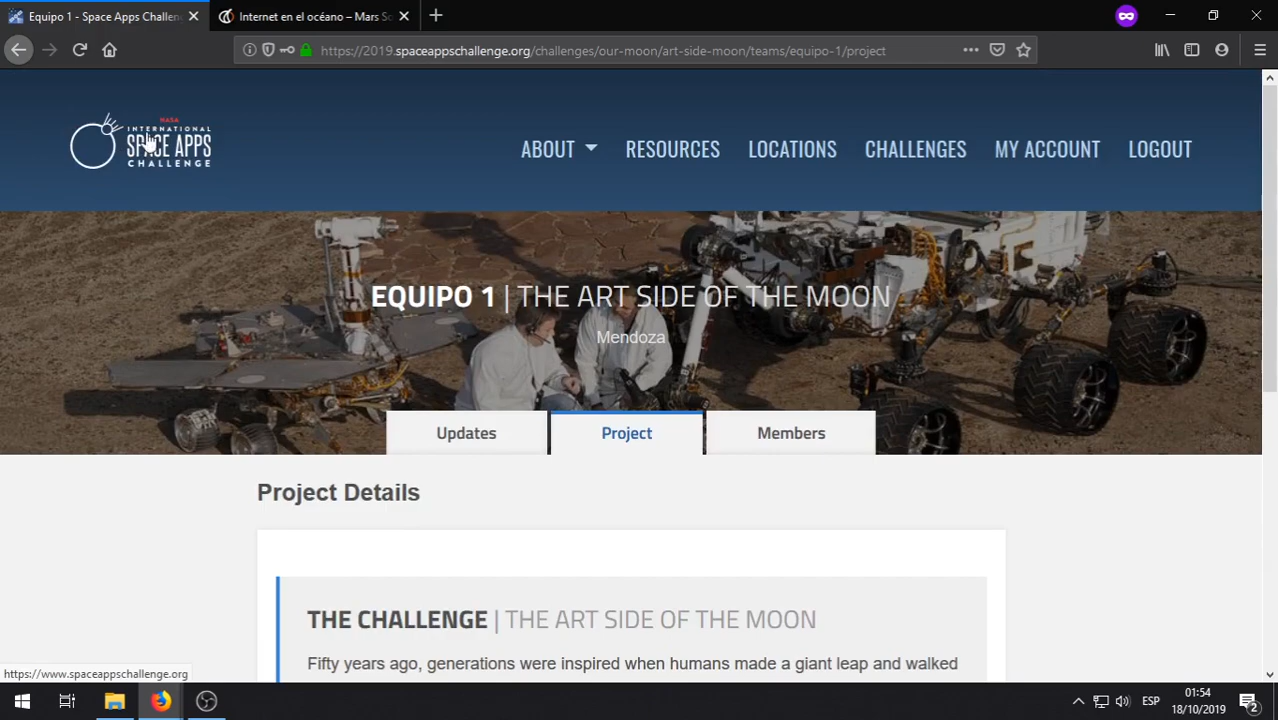 Equipo 1 - Space Apps Challen
Internet en el océano – Mars So
https://2019.spaceappschallenge.org/challenges/our-moon/art-side-moon/teams/equipo-1/project
NASA
INTERNATIONAL
SPACE APPS
CHALLENGE
ABOUT
RESOURCES
LOCATIONS
CHALLENGES
MY ACCOUNT
LOGOUT
EQUIPO 1 | THE ART SIDE OF THE MOON
Mendoza
Updates
Project
Members
Project Details
THE CHALLENGE | THE ART SIDE OF THE MOON
Fifty years ago, generations were inspired when humans made a giant leap and walked
https://www.spaceappschallenge.org
ESP
01:54
18/10/2019
2